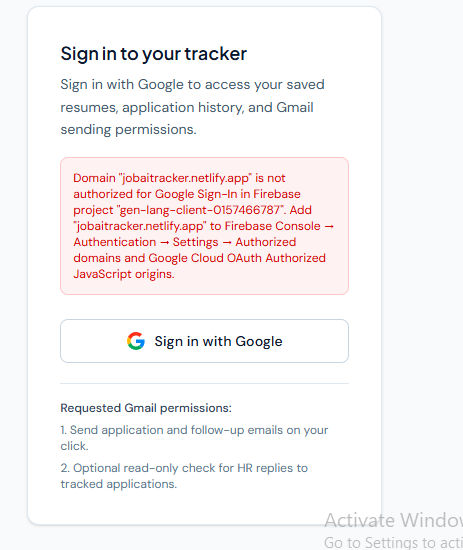 Sign in to your tracker
Sign in with Google to access your saved
resumes, application history, and Gmail
sending permissions.
Domain "jobaitracker.netlify.app" is not
authorized for Google Sign-In in Firebase
project "gen-lang-client-0157466787". Add
"jobaitracker.netlify.app" to Firebase Console →
Authentication → Settings → Authorized
domains and Google Cloud OAuth Authorized
JavaScript origins.
Sign in with Google
Requested Gmail permissions:
1. Send application and follow-up emails on your
click.
2. Optional read-only check for HR replies to
tracked applications.
Activate Window
Go to Settings to acti